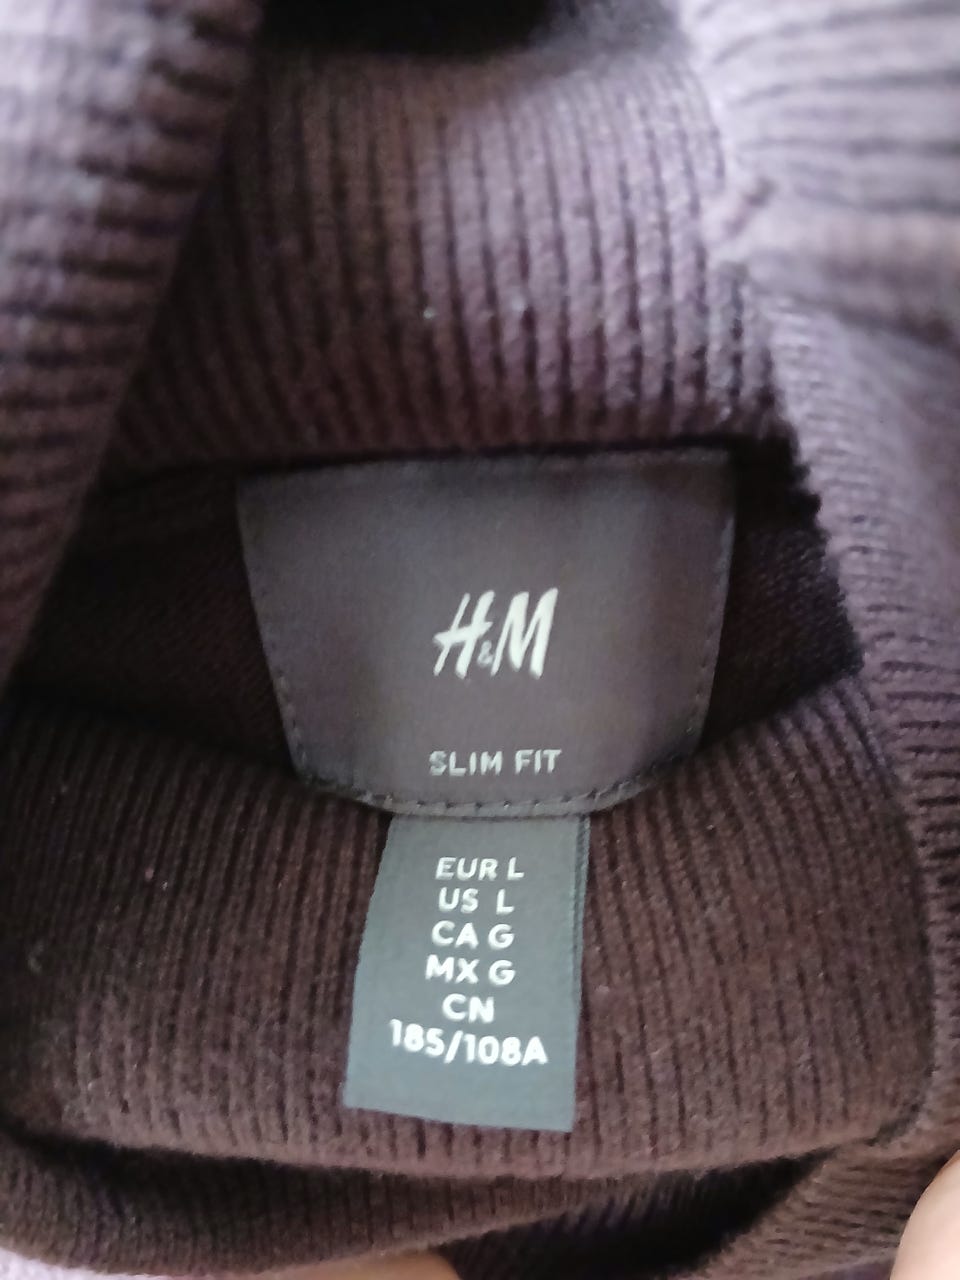 H&M
SLIM FIT
EUR L
US L
CA G
MX G
CN
185/108A